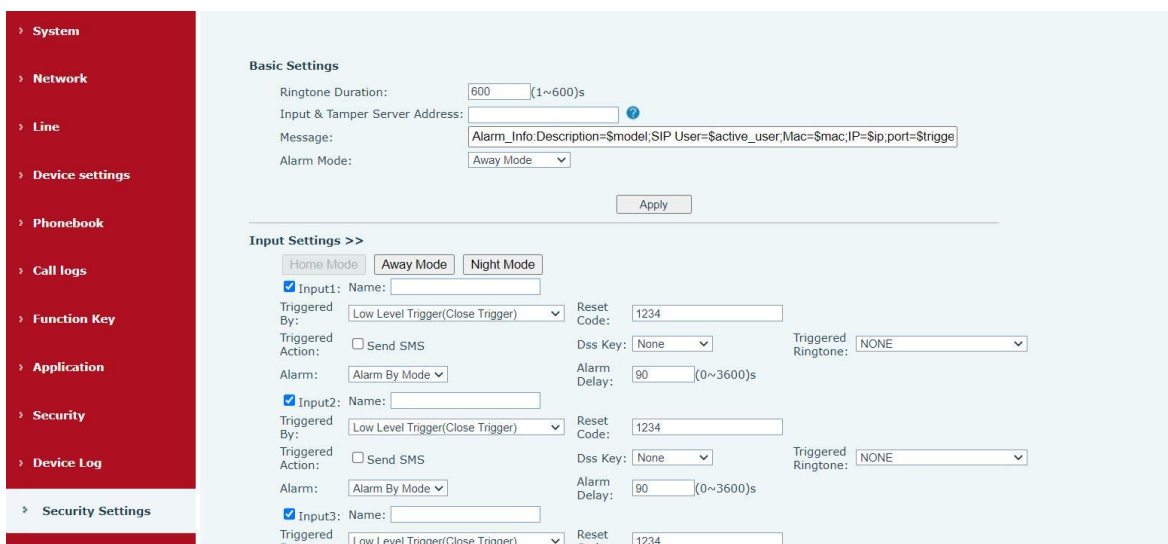 System
Network
Line
Device settings
Phonebook
Call logs
Function Key
Application
Security
Device Log
Security Settings
Basic Settings
Ringtone Duration: 600 (1~600)s
Input & Tamper Server Address:
Message: Alarm_Info:Description=$model;SIP User=$active_user;Mac=$mac;IP=$ip;port=$trigge
Alarm Mode: Away Mode
Apply
Input Settings >>
Home Mode Away Mode Night Mode
Input1: Name:
Triggered By: Low Level Trigger(Close Trigger) Reset Code: 1234
Triggered Action: Send SMS Dss Key: None Triggered Ringtone: NONE
Alarm: Alarm By Mode Alarm Delay: 90 (0~3600)s
Input2: Name:
Triggered By: Low Level Trigger(Close Trigger) Reset Code: 1234
Triggered Action: Send SMS Dss Key: None Triggered Ringtone: NONE
Alarm: Alarm By Mode Alarm Delay: 90 (0~3600)s
Input3: Name:
Triggered Low Level Trigger(Close Trigger) Reset 1234